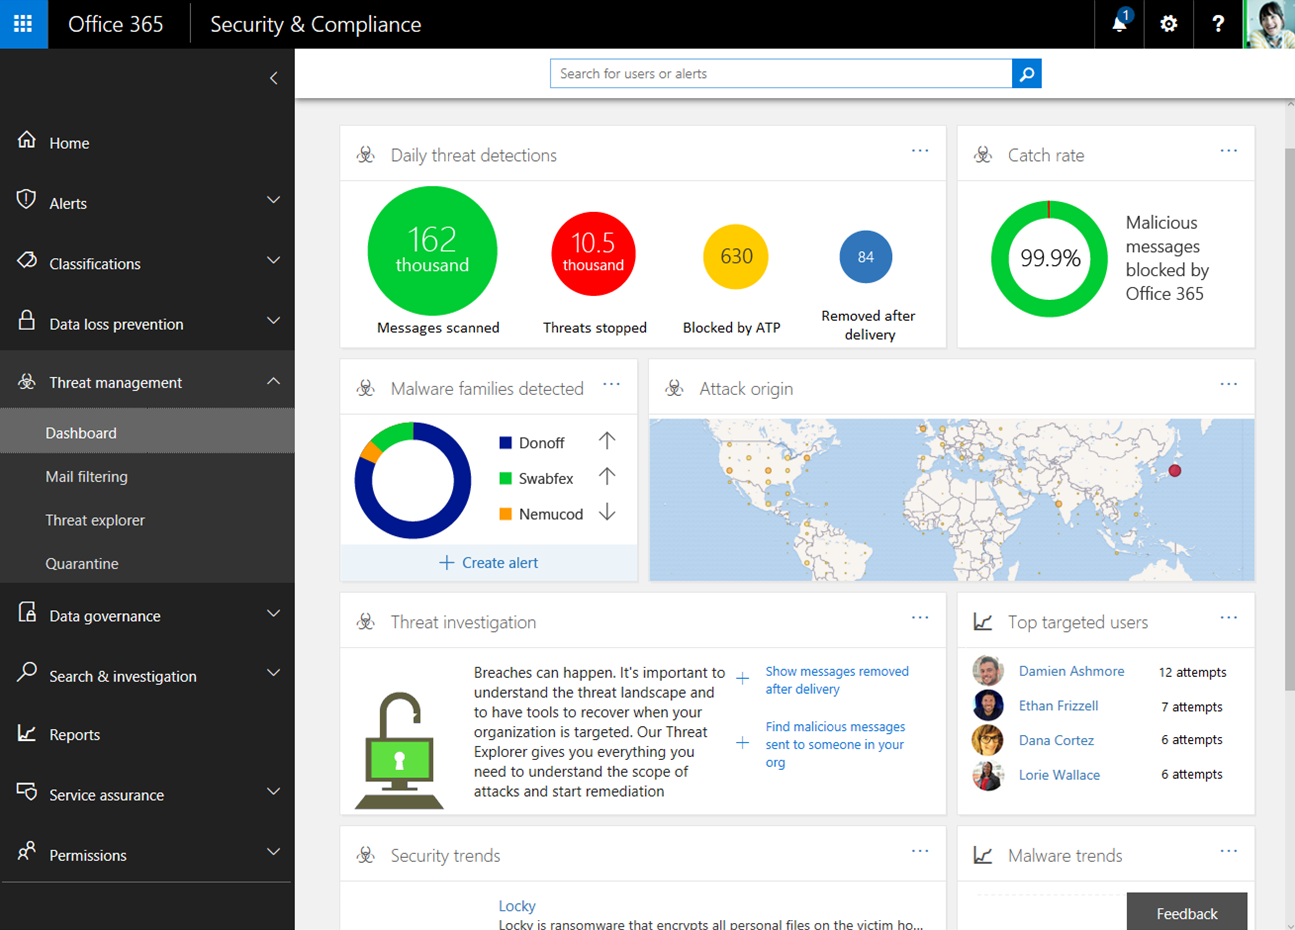 Office 365
Security & Compliance
1
?
Search for users or alerts
Home
Alerts
Classifications
Data loss prevention
Threat management
Dashboard
Mail filtering
Threat explorer
Quarantine
Data governance
Search & investigation
Reports
Service assurance
Permissions
Daily threat detections
162
thousand
Messages scanned
10.5
thousand
Threats stopped
630
Blocked by ATP
84
Removed after
delivery
Catch rate
99.9%
Malicious
messages
blocked by
Office 365
Malware families detected
Donoff
Swabfex
Nemucod
Create alert
Attack origin
Threat investigation
Breaches can happen. It's important to
understand the threat landscape and
to have tools to recover when your
organization is targeted. Our Threat
Explorer gives you everything you
need to understand the scope of
attacks and start remediation
Show messages removed
after delivery
Find malicious messages
sent to someone in your
org
Top targeted users
Damien Ashmore 12 attempts
Ethan Frizzell 7 attempts
Dana Cortez 6 attempts
Lorie Wallace 6 attempts
Security trends
Locky
Locky is ransomware that encrypts all personal files on the victim ho...
Malware trends
Feedback